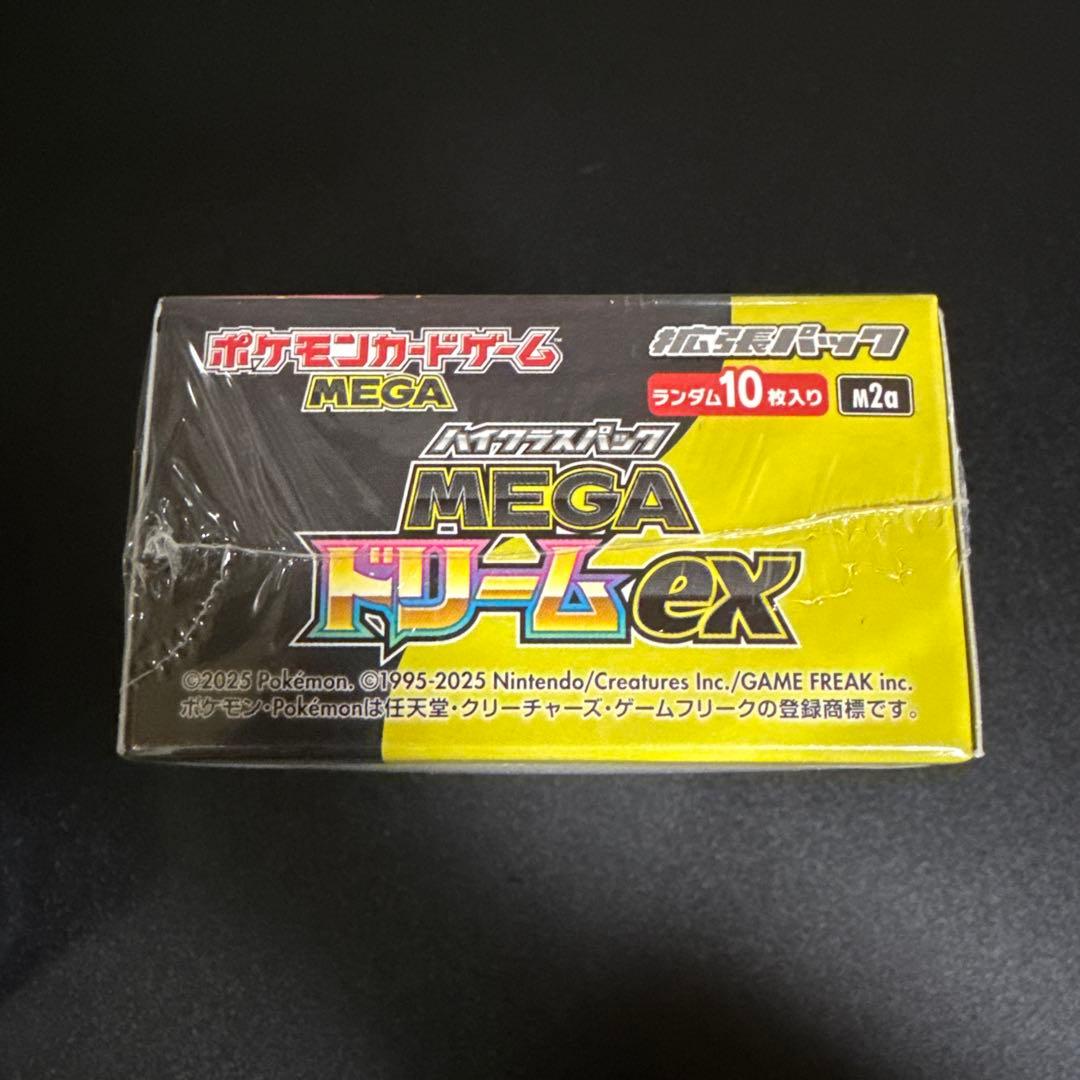 ポケモンカードゲーム™
MEGA
拡張パック
ランダム10枚入り
M2a
ハイクラスパック
MEGA
ドリームex
©2025 Pokémon. ©1995-2025 Nintendo/Creatures Inc./GAME FREAK inc.
ポケモン・Pokémonは任天堂・クリーチャーズ・ゲームフリークの登録商標です。